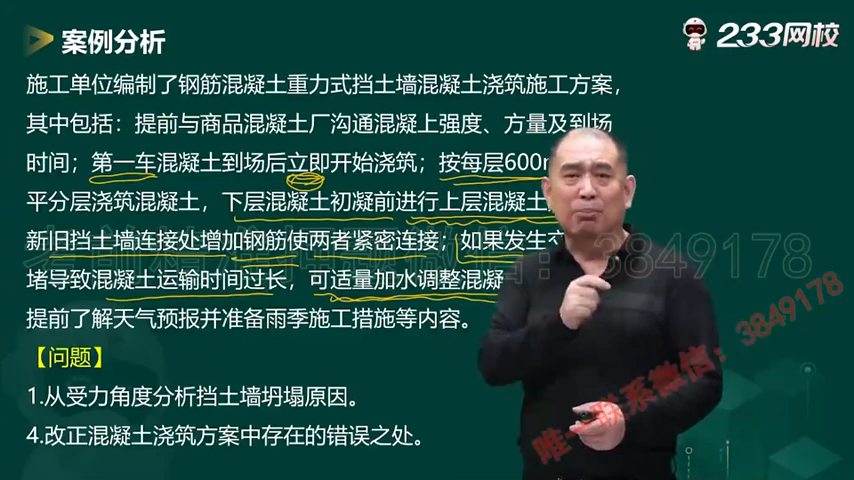 案例分析
233网校
施工单位编制了钢筋混凝土重力式挡土墙混凝土浇筑施工方案，
其中包括：提前与商品混凝土厂沟通混凝土强度、方量及到场
时间；第一车混凝土到场后立即开始浇筑；按每层600
平分层浇筑混凝土，下层混凝土初凝前进行上层混凝土
新旧挡土墙连接处增加钢筋使两者紧密连接；如果发生
堵导致混凝土运输时间过长，可适量加水调整混凝
提前了解天气预报并准备雨季施工措施等内容。
【问题】
1.从受力角度分析挡土墙坍塌原因。
4.改正混凝土浇筑方案中存在的错误之处。
3849178
唯一联系微信：3849178